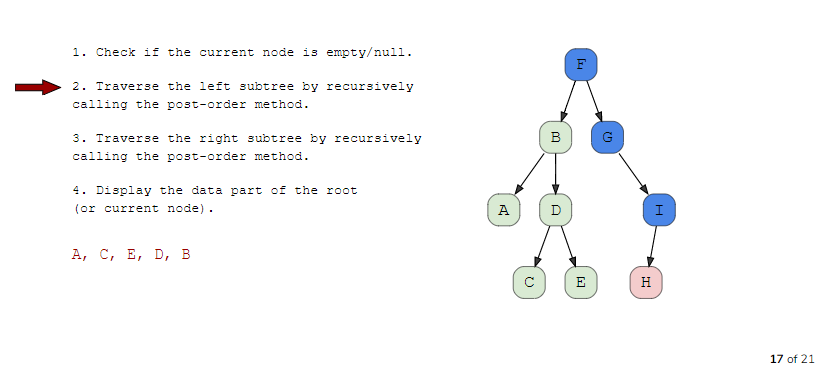 1. Check if the current node is empty/null.
2. Traverse the left subtree by recursively
calling the post-order method.
3. Traverse the right subtree by recursively
calling the post-order method.
4. Display the data part of the root
(or current node).
A, C, E, D, B
F
B G
A D I
C E H
17 of 21